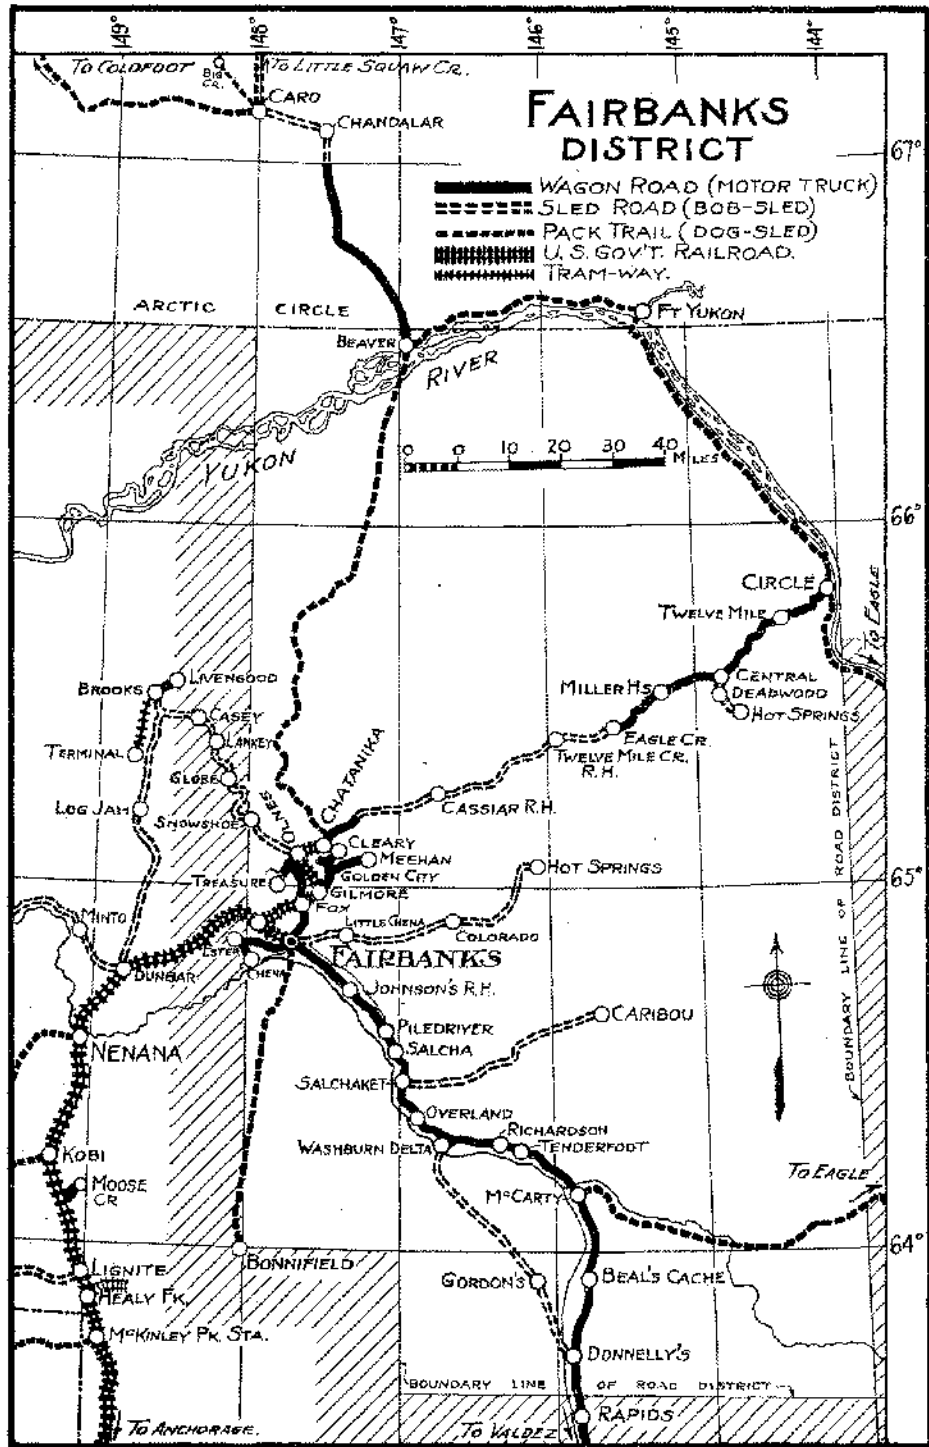 149°
148°
147°
146°
145°
144°
TO COLDFOOT
BIG
CR.
TO LITTLE SQUAW CR.
CARO
CHANDALAR
FAIRBANKS
DISTRICT
67°
WAGON ROAD (MOTOR TRUCK)
SLED ROAD (BOB-SLED)
PACK TRAIL (DOG-SLED)
U.S. GOV'T. RAILROAD.
TRAM-WAY.
ARCTIC CIRCLE
FT YUKON
BEAVER
RIVER
YUKON
10 0 10 20 30 40
MILES
66°
CIRCLE
TO EAGLE
TWELVE MILE
LIVENGOOD
BROOKS
MILLER HS
CENTRAL
DEADWOOD
HOT SPRINGS
CASEY
LANKEY
EAGLE CR.
TERMINAL
TWELVE MILE CR.
R.H.
GLOBE
CHATANIKA
OLNES
LOG JAM
CASSIAR R.H.
SNOWSHOE
CLEARY
MEEHAN
HOT SPRINGS
GOLDEN CITY
TREASURE
GILMORE
65°
FOX
MINTO
LITTLE CHENA
COLORADO
ESTER
FAIRBANKS
CHENA
DUNBAR
JOHNSON'S R.H.
CARIBOU
PILEDRIVER
NENANA
SALCHA
SALCHAKET
BOUNDARY LINE OF ROAD DISTRICT
OVERLAND
RICHARDSON
WASHBURN DELTA
TENDERFOOT
KOBI
TO EAGLE
MOOSE
CR
McCARTY
64°
BONNIFIELD
LIGNITE
GORDON'S
BEAL'S CACHE
HEALY FK.
McKINLEY PK. STA.
DONNELLY'S
BOUNDARY LINE OF ROAD DISTRICT
RAPIDS
TO ANCHORAGE.
TO VALDEZ